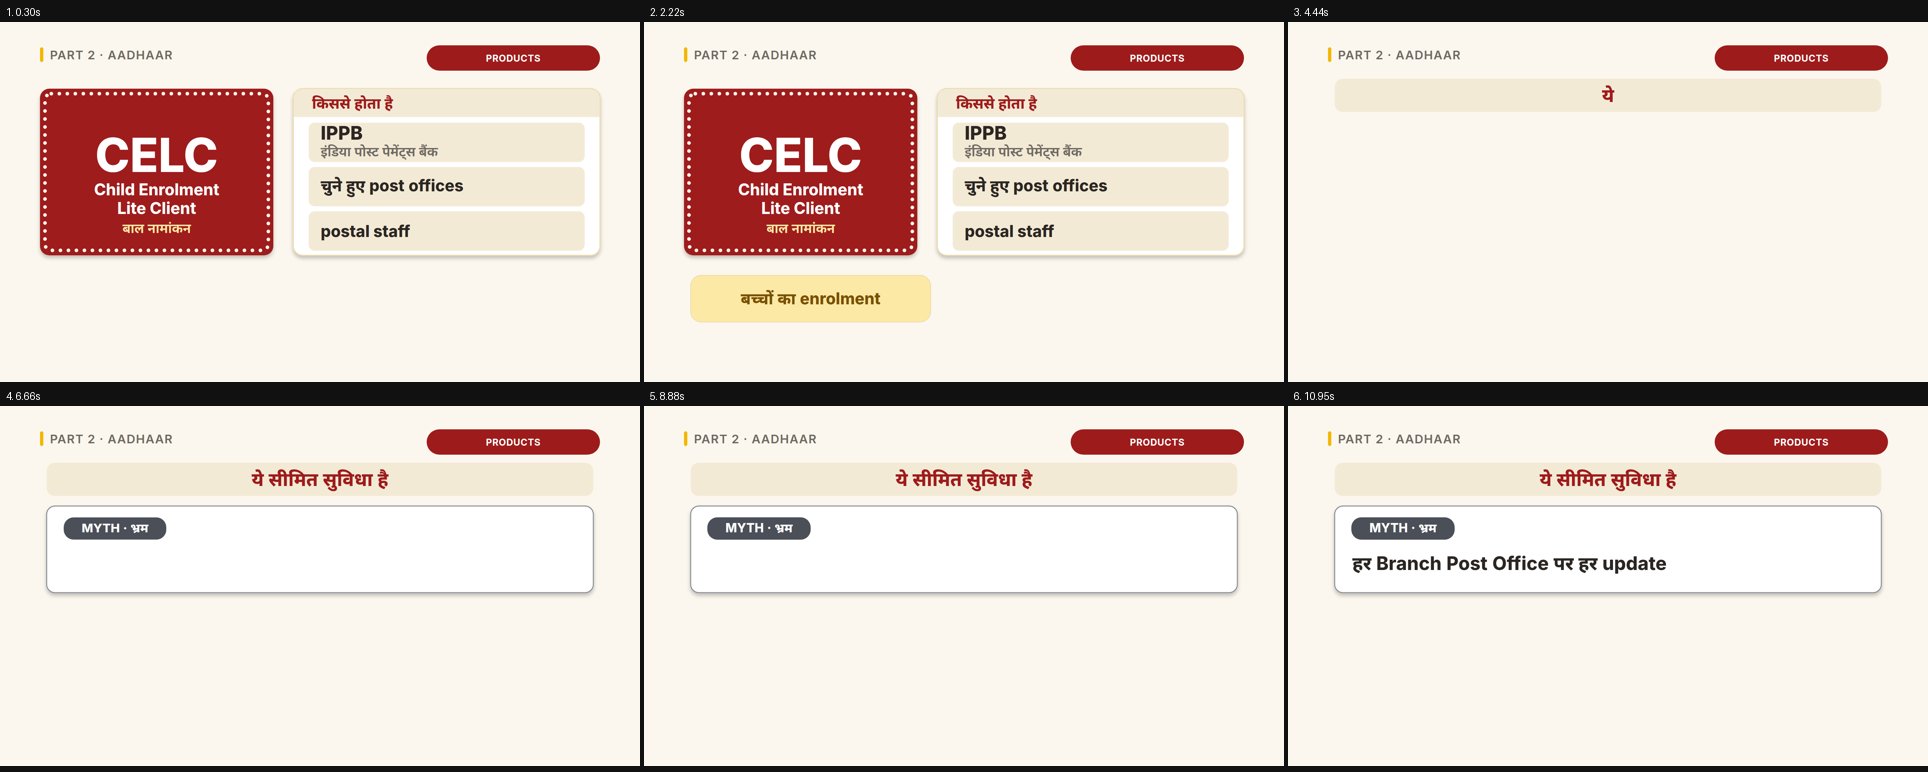 1. 0.30s
PART 2 · AADHAAR
PRODUCTS
CELC
Child Enrolment
Lite Client
बाल नामांकन
किससे होता है
IPPB
इंडिया पोस्ट पेमेंट्स बैंक
चुने हुए post offices
postal staff
2. 2.22s
PART 2 · AADHAAR
PRODUCTS
CELC
Child Enrolment
Lite Client
बाल नामांकन
किससे होता है
IPPB
इंडिया पोस्ट पेमेंट्स बैंक
चुने हुए post offices
postal staff
बच्चों का enrolment
3. 4.44s
PART 2 · AADHAAR
PRODUCTS
ये
4. 6.66s
PART 2 · AADHAAR
PRODUCTS
ये सीमित सुविधा है
MYTH · भ्रम
5. 8.88s
PART 2 · AADHAAR
PRODUCTS
ये सीमित सुविधा है
MYTH · भ्रम
6. 10.95s
PART 2 · AADHAAR
PRODUCTS
ये सीमित सुविधा है
MYTH · भ्रम
हर Branch Post Office पर हर update